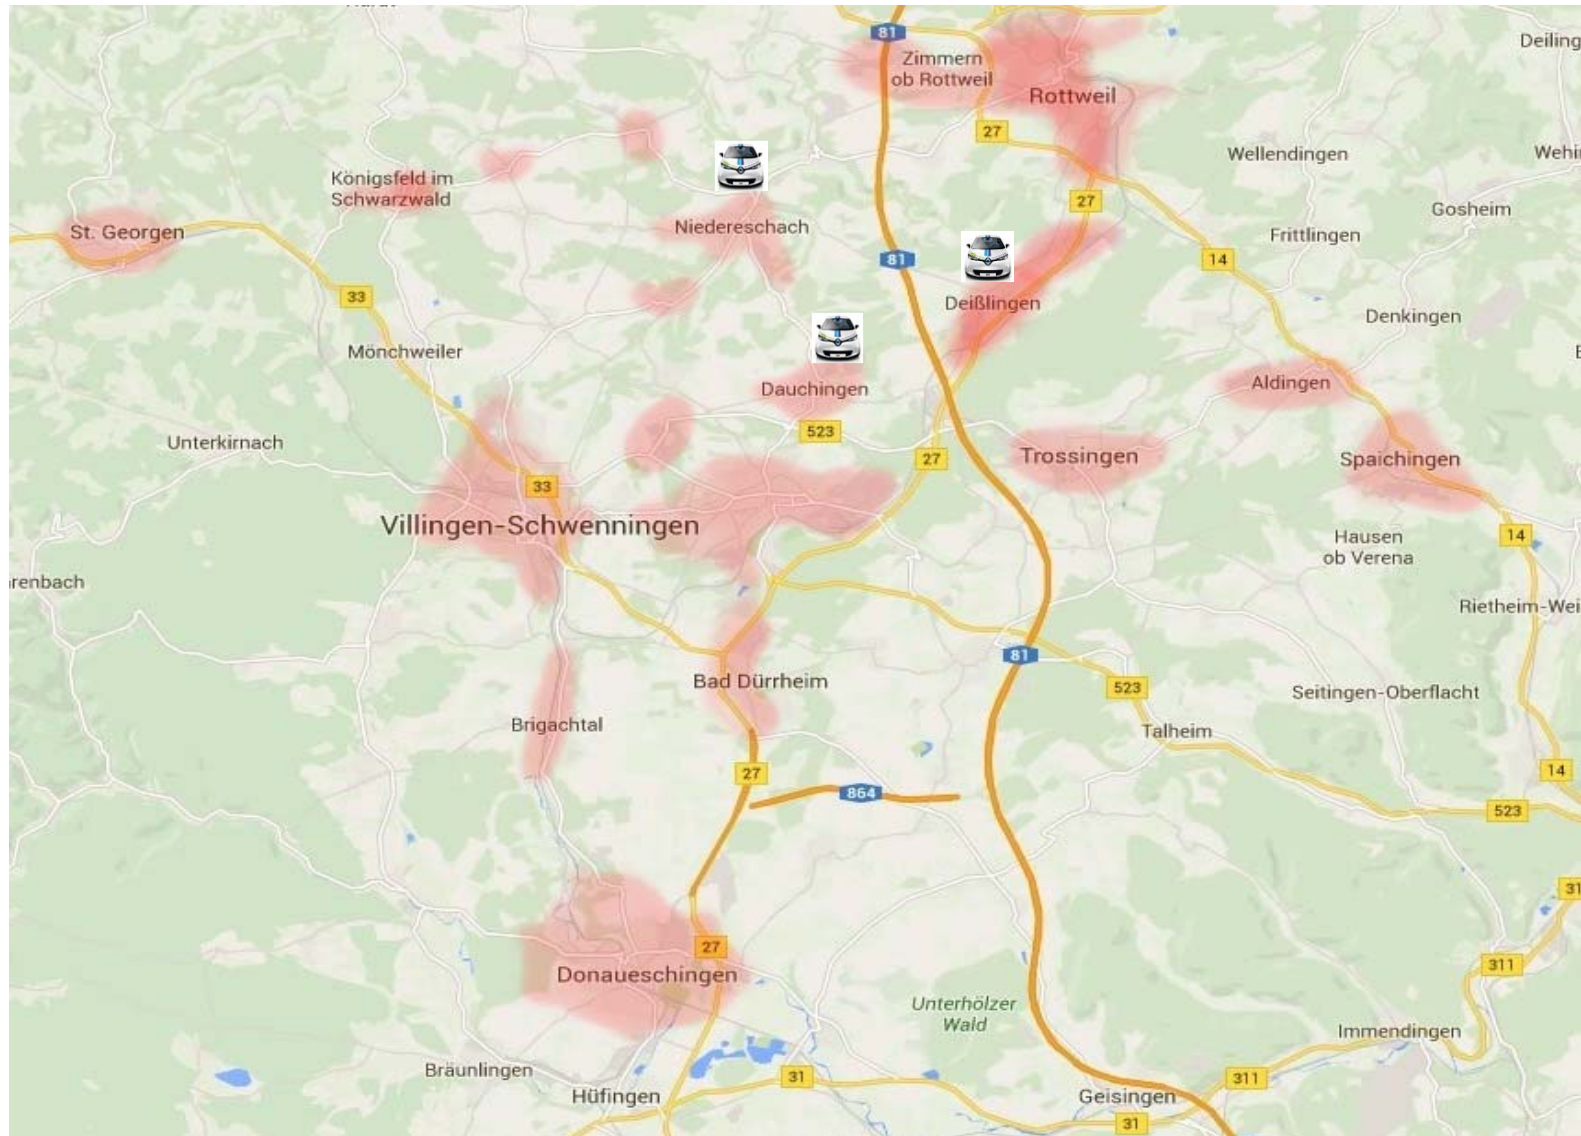 81
Deiling
Zimmern
ob Rottweil
Rottweil
27
Wellendingen
Wehi
Königsfeld im
Schwarzwald
27
Gosheim
St. Georgen
Niedereschach
Frittlingen
81
14
33
Deißlingen
Denkingen
Mönchweiler
Dauchingen
Aldingen
523
Unterkirnach
27
Trossingen
Spaichingen
33
Villingen-Schwenningen
14
Hausen
ob Verena
renbach
Rietheim-Wei
81
Bad Dürrheim
523
Seitingen-Oberflacht
Brigachtal
Talheim
27
14
864
523
31
27
Donaueschingen
311
Unterhölzer
Wald
Immendingen
Bräunlingen
31
311
Hüfingen
Geisingen
31